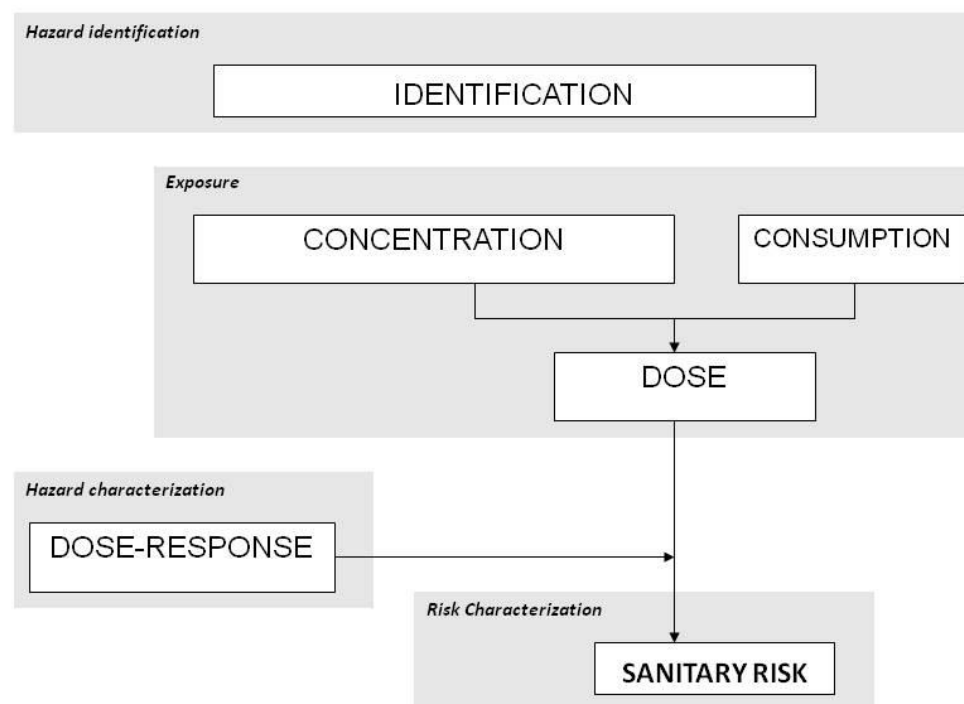 Hazard identification
IDENTIFICATION
Exposure
CONCENTRATION
CONSUMPTION
DOSE
Hazard characterization
DOSE-RESPONSE
Risk Characterization
SANITARY RISK